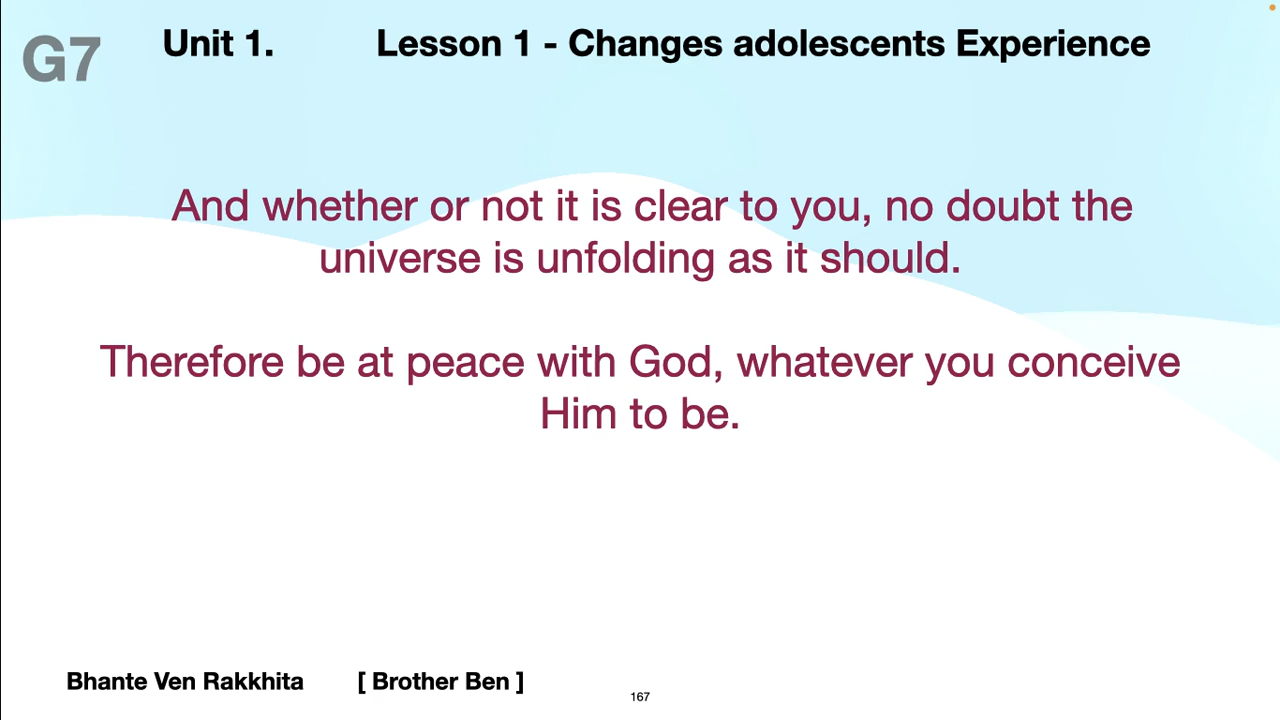 G7
Unit 1. Lesson 1 - Changes adolescents Experience
And whether or not it is clear to you, no doubt the
universe is unfolding as it should.
Therefore be at peace with God, whatever you conceive
Him to be.
Bhante Ven Rakkhita [ Brother Ben ]
167